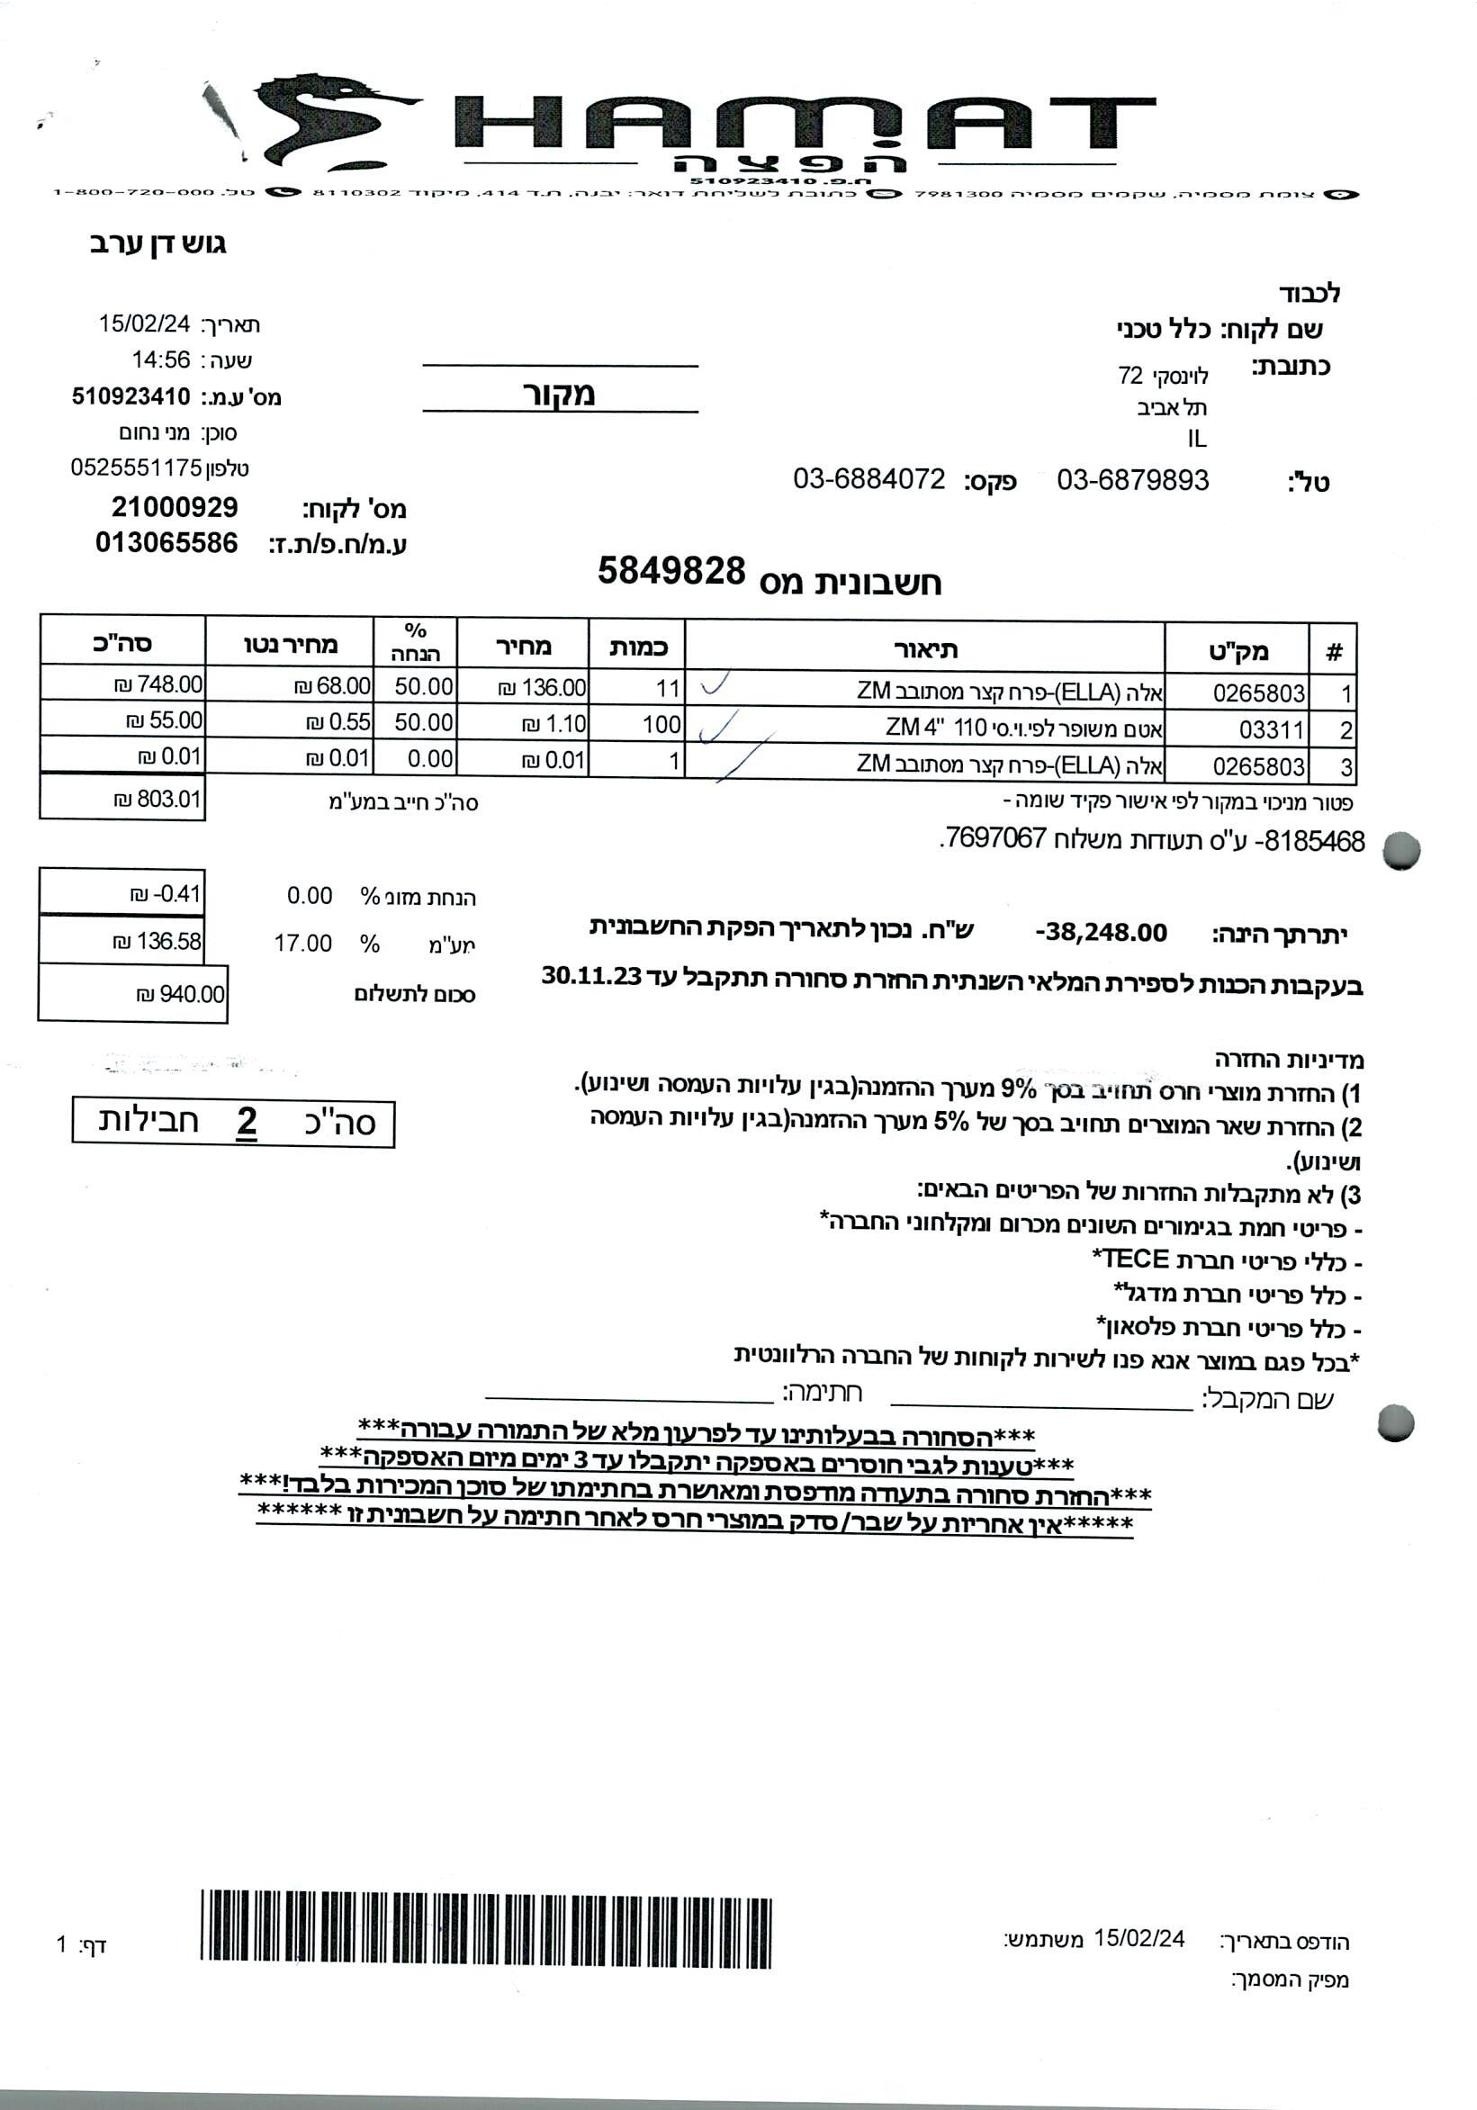 HAMAT
הפצה
ח.פ. 510923410
צומת מסמיה, שקמים מסמיה 7981300 כתובת לשליחת דואר: יבנה, ת.ד 414, מיקוד 8110302 טל. 1-800-720-000
גוש דן ערב
לכבוד
שם לקוח: כלל טכני
כתובת: לוינסקי 72
תל אביב
IL
טל': 03-6879893 פקס: 03-6884072
מקור
תאריך: 15/02/24
שעה: 14:56
מס' ע.מ.: 510923410
סוכן: מני נחום
טלפון 0525551175
מס' לקוח: 21000929
ע.מ/ח.פ/ת.ז: 013065586
חשבונית מס 5849828
# מק"ט תיאור כמות מחיר % הנחה מחיר נטו סה"כ
1 0265803 אלה (ELLA)-פרח קצר מסתובב ZM 11 136.00 ₪ 50.00 68.00 ₪ 748.00 ₪
2 03311 אטם משופר לפי.וי.סי 110 "4 ZM 100 1.10 ₪ 50.00 0.55 ₪ 55.00 ₪
3 0265803 אלה (ELLA)-פרח קצר מסתובב ZM 1 0.01 ₪ 0.00 0.01 ₪ 0.01 ₪
פטור מניכוי במקור לפי אישור פקיד שומה -
סה"כ חייב במע"מ 803.01 ₪
8185468- ע"ס תעודות משלוח 7697067.
הנחת מזומ % 0.00 -0.41 ₪
יתרתך הינה: -38,248.00 ש"ח. נכון לתאריך הפקת החשבונית
מע"מ % 17.00 136.58 ₪
בעקבות הכנות לספירת המלאי השנתית החזרת סחורה תתקבל עד 30.11.23
סכום לתשלום 940.00 ₪
סה"כ 2 חבילות
מדיניות החזרה
1) החזרת מוצרי חרס תחויב בסך 9% מערך ההזמנה(בגין עלויות העמסה ושינוע).
2) החזרת שאר המוצרים תחויב בסך של 5% מערך ההזמנה(בגין עלויות העמסה
ושינוע).
3) לא מתקבלות החזרות של הפריטים הבאים:
- פריטי חמת בגימורים השונים מכרום ומקלחוני החברה*
- כללי פריטי חברת TECE*
- כלל פריטי חברת מדגל*
- כלל פריטי חברת פלסאון*
*בכל פגם במוצר אנא פנו לשירות לקוחות של החברה הרלוונטית
שם המקבל: חתימה:
***הסחורה בבעלותינו עד לפרעון מלא של התמורה עבורה***
***טענות לגבי חוסרים באספקה יתקבלו עד 3 ימים מיום האספקה***
***החזרת סחורה בתעודה מודפסת ומאושרת בחתימתו של סוכן המכירות בלבד!***
*****אין אחריות על שבר/סדק במוצרי חרס לאחר חתימה על חשבונית זו ******
הודפס בתאריך: 15/02/24 משתמש:
מפיק המסמך:
דף: 1